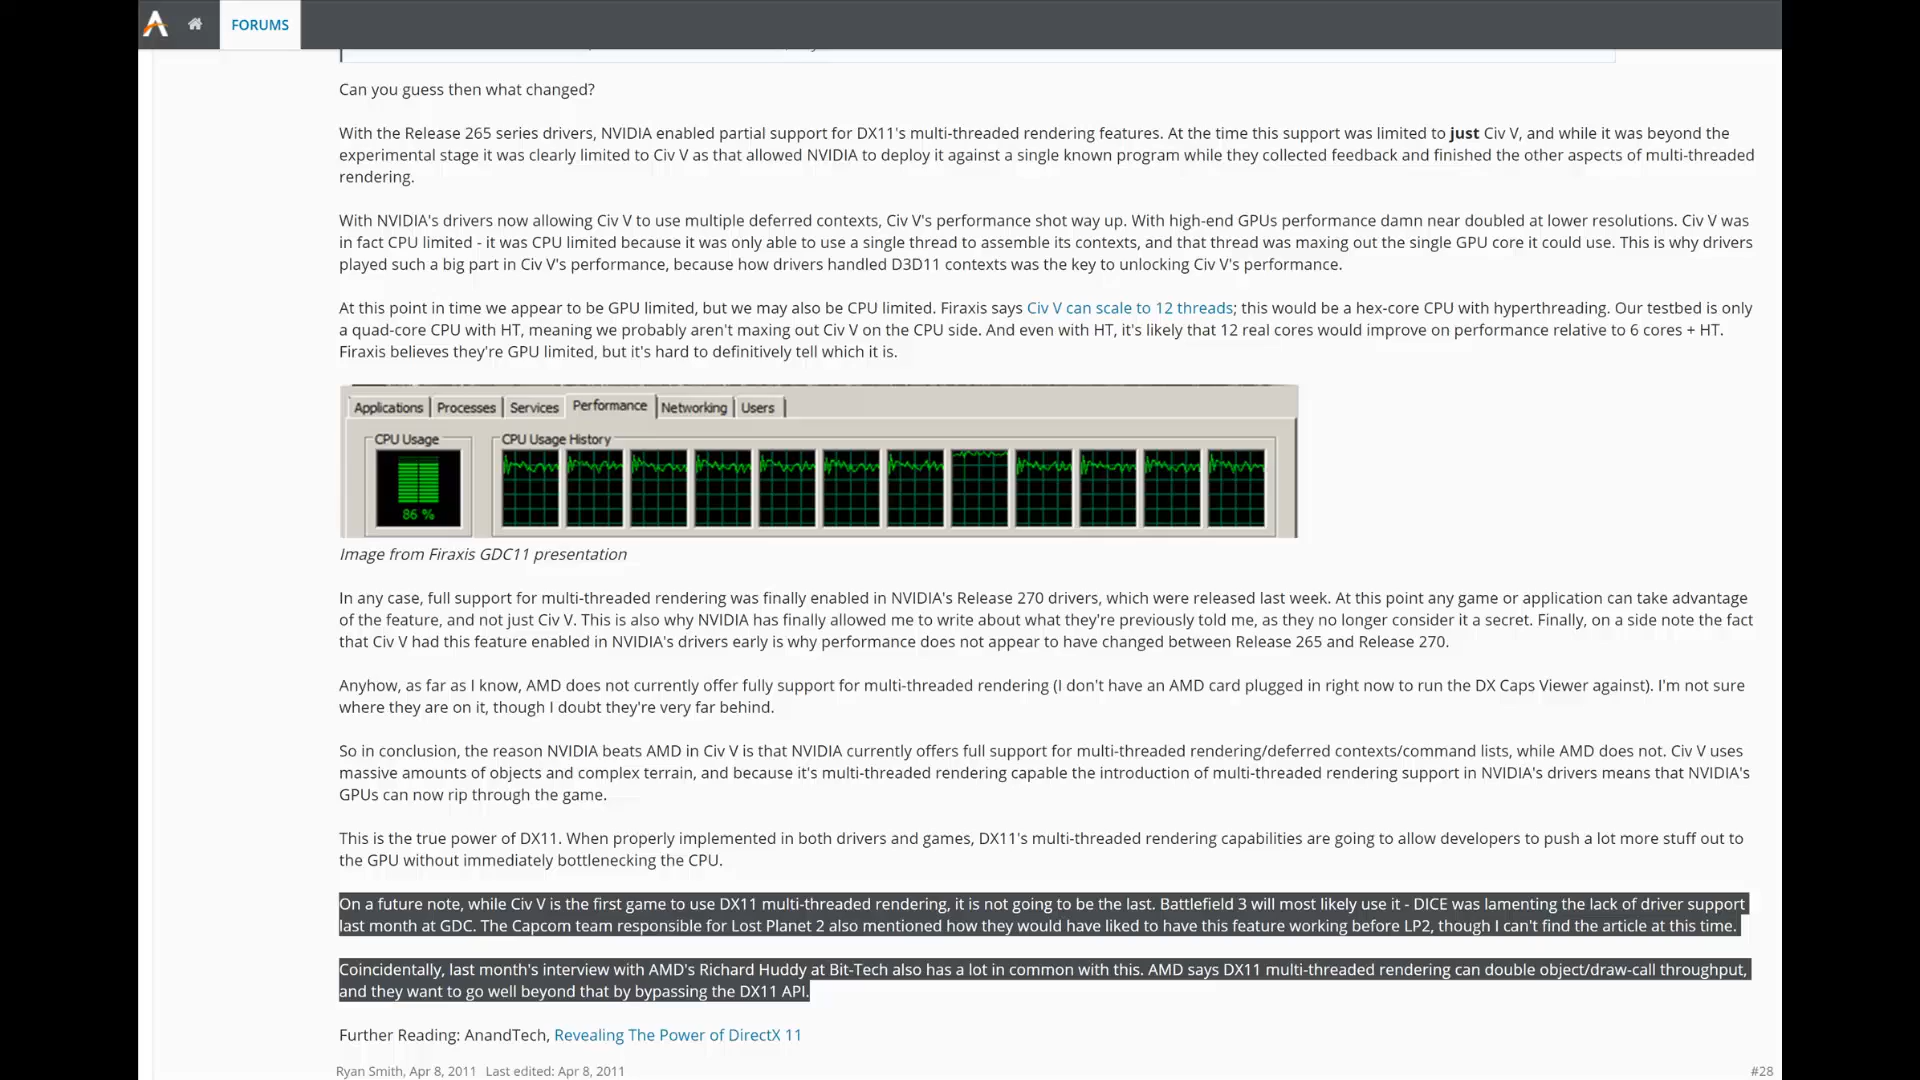 FORUMS
Can you guess then what changed?
With the Release 265 series drivers, NVIDIA enabled partial support for DX11's multi-threaded rendering features. At the time this support was limited to just Civ V, and while it was beyond the
experimental stage it was clearly limited to Civ V as that allowed NVIDIA to deploy it against a single known program while they collected feedback and finished the other aspects of multi-threaded
rendering.
With NVIDIA's drivers now allowing Civ V to use multiple deferred contexts, Civ V's performance shot way up. With high-end GPUs performance damn near doubled at lower resolutions. Civ V was
in fact CPU limited - it was CPU limited because it was only able to use a single thread to assemble its contexts, and that thread was maxing out the single GPU core it could use. This is why drivers
played such a big part in Civ V's performance, because how drivers handled D3D11 contexts was the key to unlocking Civ V's performance.
At this point in time we appear to be GPU limited, but we may also be CPU limited. Firaxis says Civ V can scale to 12 threads; this would be a hex-core CPU with hyperthreading. Our testbed is only
a quad-core CPU with HT, meaning we probably aren't maxing out Civ V on the CPU side. And even with HT, it's likely that 12 real cores would improve on performance relative to 6 cores + HT.
Firaxis believes they're GPU limited, but it's hard to definitively tell which it is.
Applications Processes Services Performance Networking Users
CPU Usage CPU Usage History
86 %
Image from Firaxis GDC11 presentation
In any case, full support for multi-threaded rendering was finally enabled in NVIDIA's Release 270 drivers, which were released last week. At this point any game or application can take advantage
of the feature, and not just Civ V. This is also why NVIDIA has finally allowed me to write about what they're previously told me, as they no longer consider it a secret. Finally, on a side note the fact
that Civ V had this feature enabled in NVIDIA's drivers early is why performance does not appear to have changed between Release 265 and Release 270.
Anyhow, as far as I know, AMD does not currently offer fully support for multi-threaded rendering (I don't have an AMD card plugged in right now to run the DX Caps Viewer against). I'm not sure
where they are on it, though I doubt they're very far behind.
So in conclusion, the reason NVIDIA beats AMD in Civ V is that NVIDIA currently offers full support for multi-threaded rendering/deferred contexts/command lists, while AMD does not. Civ V uses
massive amounts of objects and complex terrain, and because it's multi-threaded rendering capable the introduction of multi-threaded rendering support in NVIDIA's drivers means that NVIDIA's
GPUs can now rip through the game.
This is the true power of DX11. When properly implemented in both drivers and games, DX11's multi-threaded rendering capabilities are going to allow developers to push a lot more stuff out to
the GPU without immediately bottlenecking the CPU.
On a future note, while Civ V is the first game to use DX11 multi-threaded rendering, it is not going to be the last. Battlefield 3 will most likely use it - DICE was lamenting the lack of driver support
last month at GDC. The Capcom team responsible for Lost Planet 2 also mentioned how they would have liked to have this feature working before LP2, though I can't find the article at this time.
Coincidentally, last month's interview with AMD's Richard Huddy at Bit-Tech also has a lot in common with this. AMD says DX11 multi-threaded rendering can double object/draw-call throughput,
and they want to go well beyond that by bypassing the DX11 API.
Further Reading: AnandTech, Revealing The Power of DirectX 11
Ryan Smith, Apr 8, 2011 Last edited: Apr 8, 2011
#28